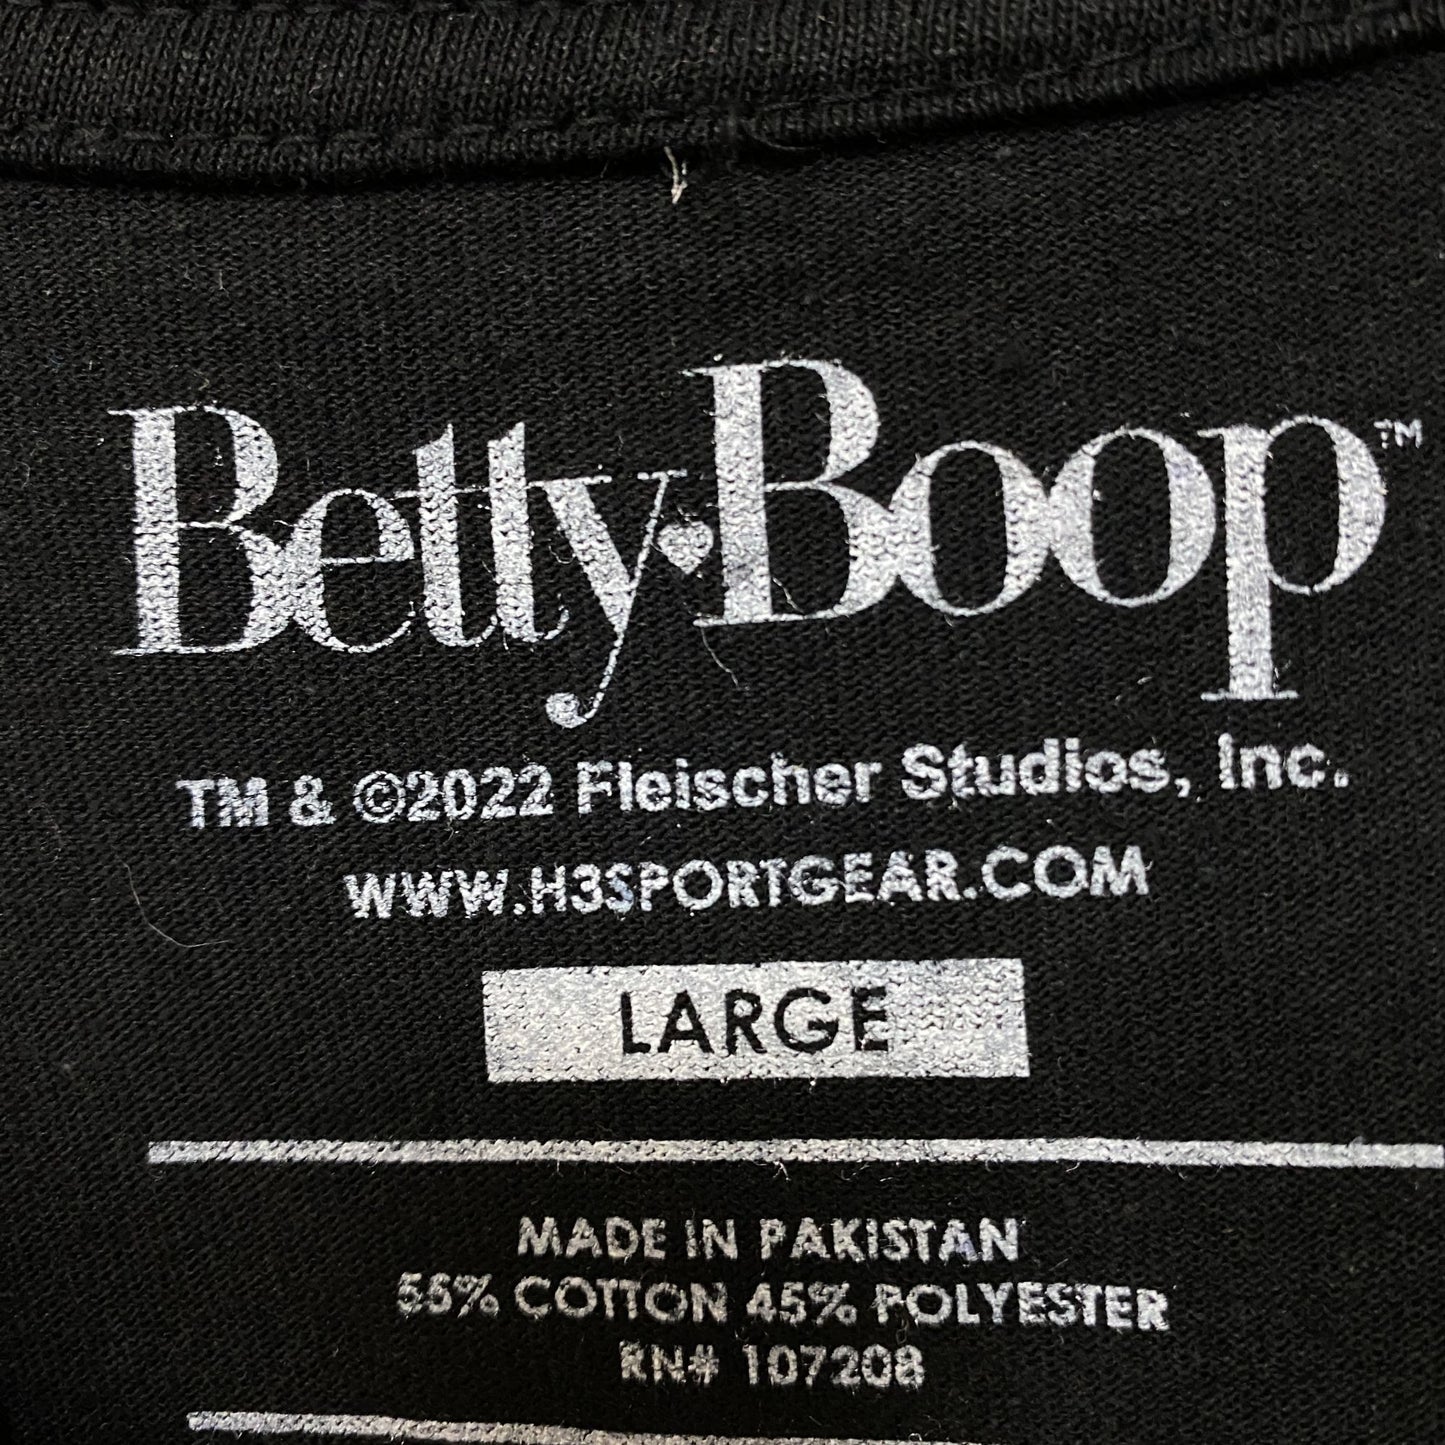 Betty Boop™
TM & ©2022 Fleischer Studios, Inc.
WWW.H3SPORTGEAR.COM
LARGE
MADE IN PAKISTAN
55% COTTON 45% POLYESTER
RN# 107208